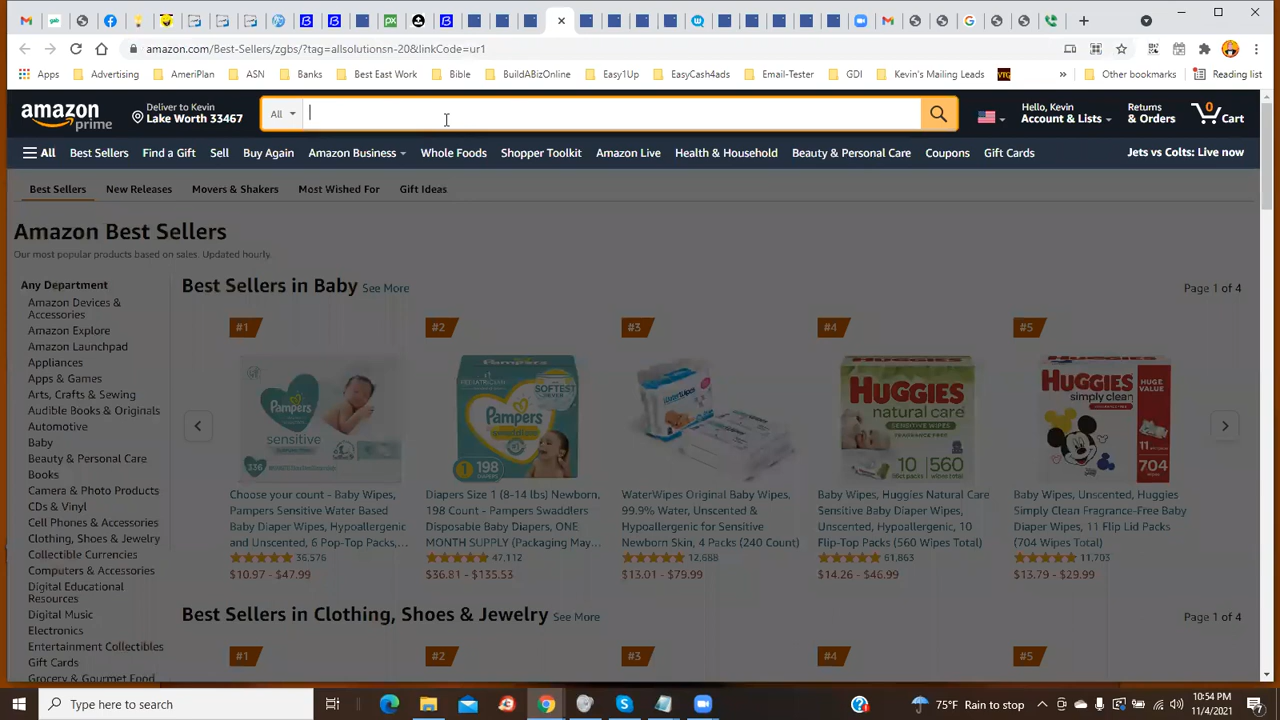 amazon.com/Best-Sellers/zgbs/?tag=allsolutionsn-20&linkCode=ur1
Apps Advertising AmeriPlan ASN Banks Best East Work Bible BuildABizOnline Easy1Up EasyCash4ads Email-Tester GDI Kevin's Mailing Leads VTG » Other bookmarks Reading list
amazon prime
Deliver to Kevin
Lake Worth 33467
All
Hello, Kevin
Account & Lists
Returns
& Orders
0
Cart
All Best Sellers Find a Gift Sell Buy Again Amazon Business Whole Foods Shopper Toolkit Amazon Live Health & Household Beauty & Personal Care Coupons Gift Cards Jets vs Colts: Live now
Best Sellers New Releases Movers & Shakers Most Wished For Gift Ideas
Amazon Best Sellers
Our most popular products based on sales. Updated hourly.
Any Department
Amazon Devices &
Accessories
Amazon Explore
Amazon Launchpad
Appliances
Apps & Games
Arts, Crafts & Sewing
Audible Books & Originals
Automotive
Baby
Beauty & Personal Care
Books
Camera & Photo Products
CDs & Vinyl
Cell Phones & Accessories
Clothing, Shoes & Jewelry
Collectible Currencies
Computers & Accessories
Digital Educational
Resources
Digital Music
Electronics
Entertainment Collectibles
Gift Cards
Grocery & Gourmet Food
Best Sellers in Baby See More Page 1 of 4
#1
Pampers
sensitive
336
Choose your count - Baby Wipes,
Pampers Sensitive Water Based
Baby Diaper Wipes, Hypoallergenic
and Unscented, 6 Pop-Top Packs,...
36,576
$10.97 - $47.99
#2
Pampers
SOFTEST
Pampers
swaddlers
1 198
Diapers Size 1 (8-14 lbs) Newborn,
198 Count - Pampers Swaddlers
Disposable Baby Diapers, ONE
MONTH SUPPLY (Packaging May...
47,112
$36.81 - $135.53
#3
WaterWipes Original Baby Wipes,
99.9% Water, Unscented &
Hypoallergenic for Sensitive
Newborn Skin, 4 Packs (240 Count)
12,688
$13.01 - $79.99
#4
HUGGIES
natural care
SENSITIVE
FRAGRANCE FREE
10 560
Baby Wipes, Huggies Natural Care
Sensitive Baby Diaper Wipes,
Unscented, Hypoallergenic, 10
Flip-Top Packs (560 Wipes Total)
61,863
$14.26 - $46.99
#5
HUGGIES
simply clean
HUGE
VALUE
11
704
Baby Wipes, Unscented, Huggies
Simply Clean Fragrance-Free Baby
Diaper Wipes, 11 Flip Lid Packs
(704 Wipes Total)
11,703
$13.79 - $29.99
Best Sellers in Clothing, Shoes & Jewelry See More Page 1 of 4
#1 #2 #3 #4 #5
Type here to search
75°F Rain to stop
10:54 PM
11/4/2021